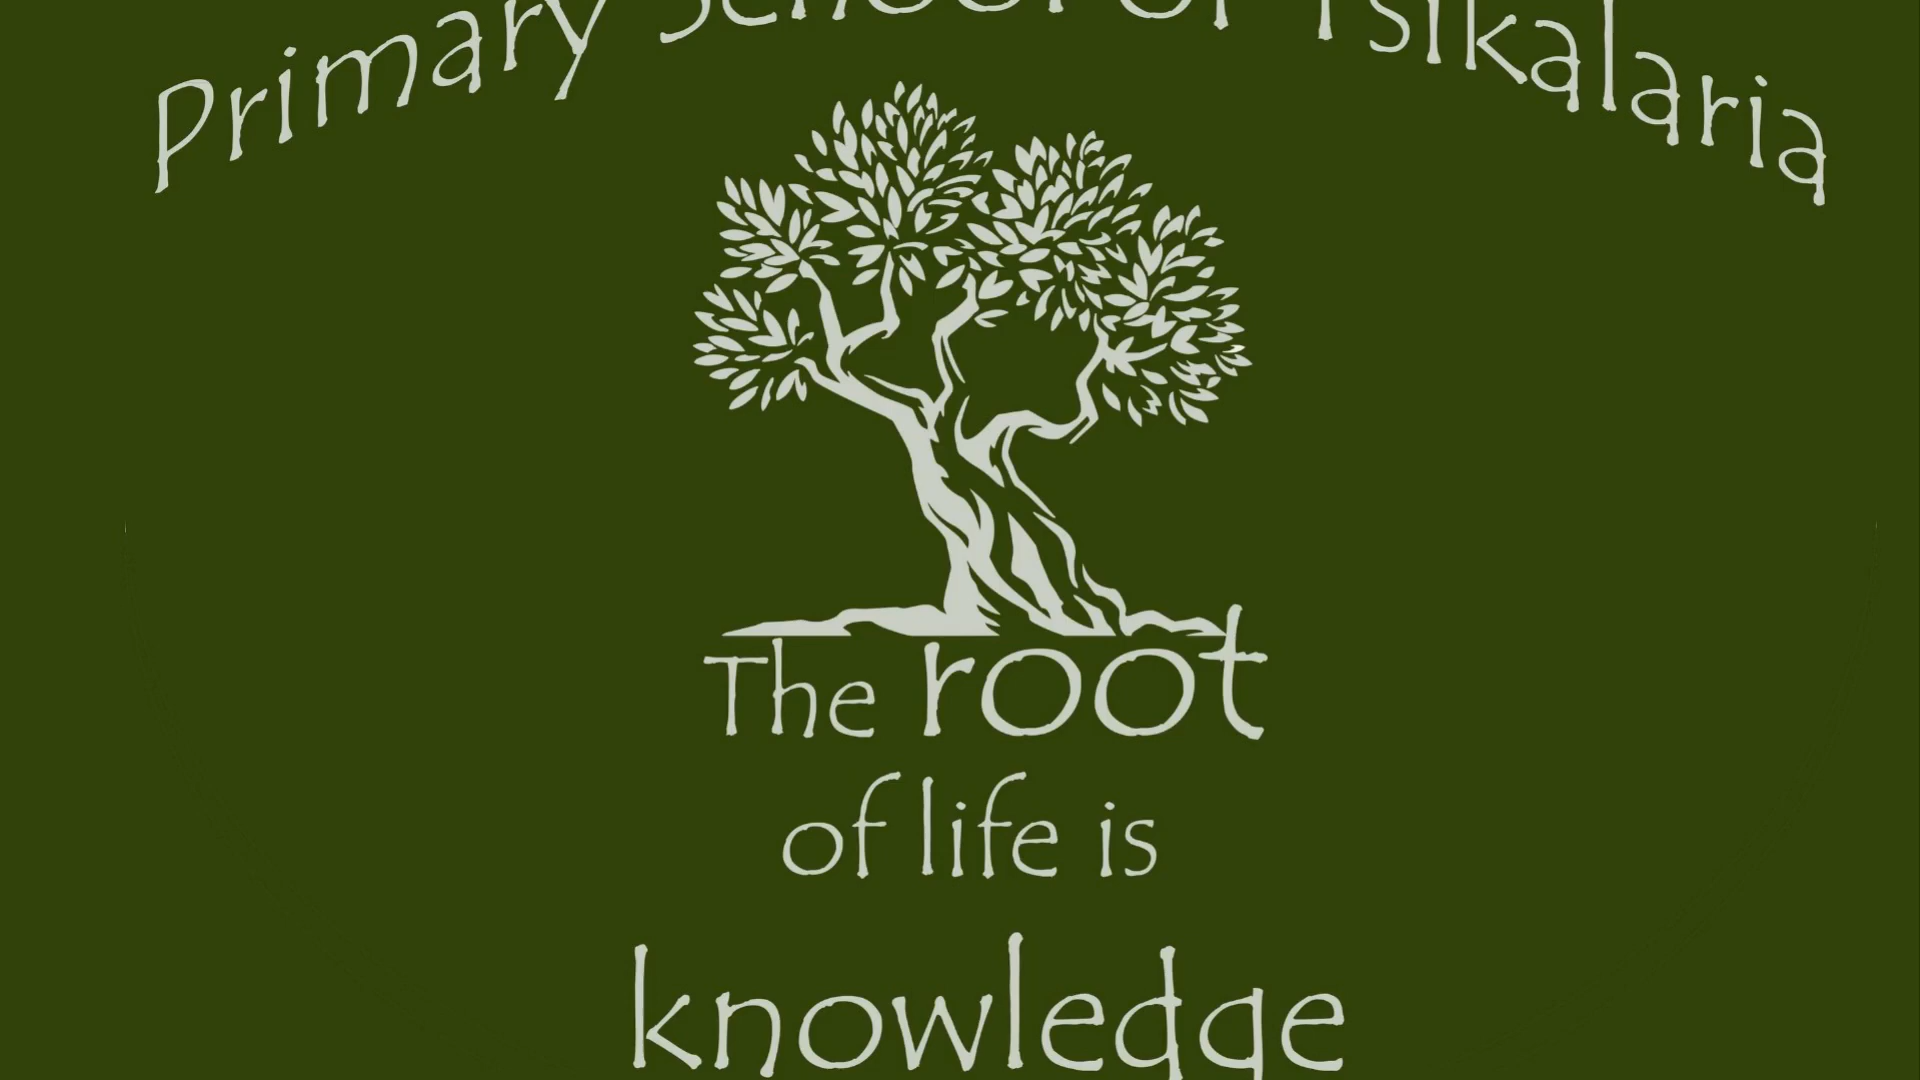 Primary School of Tsikalaria
The root
of life is
knowledge